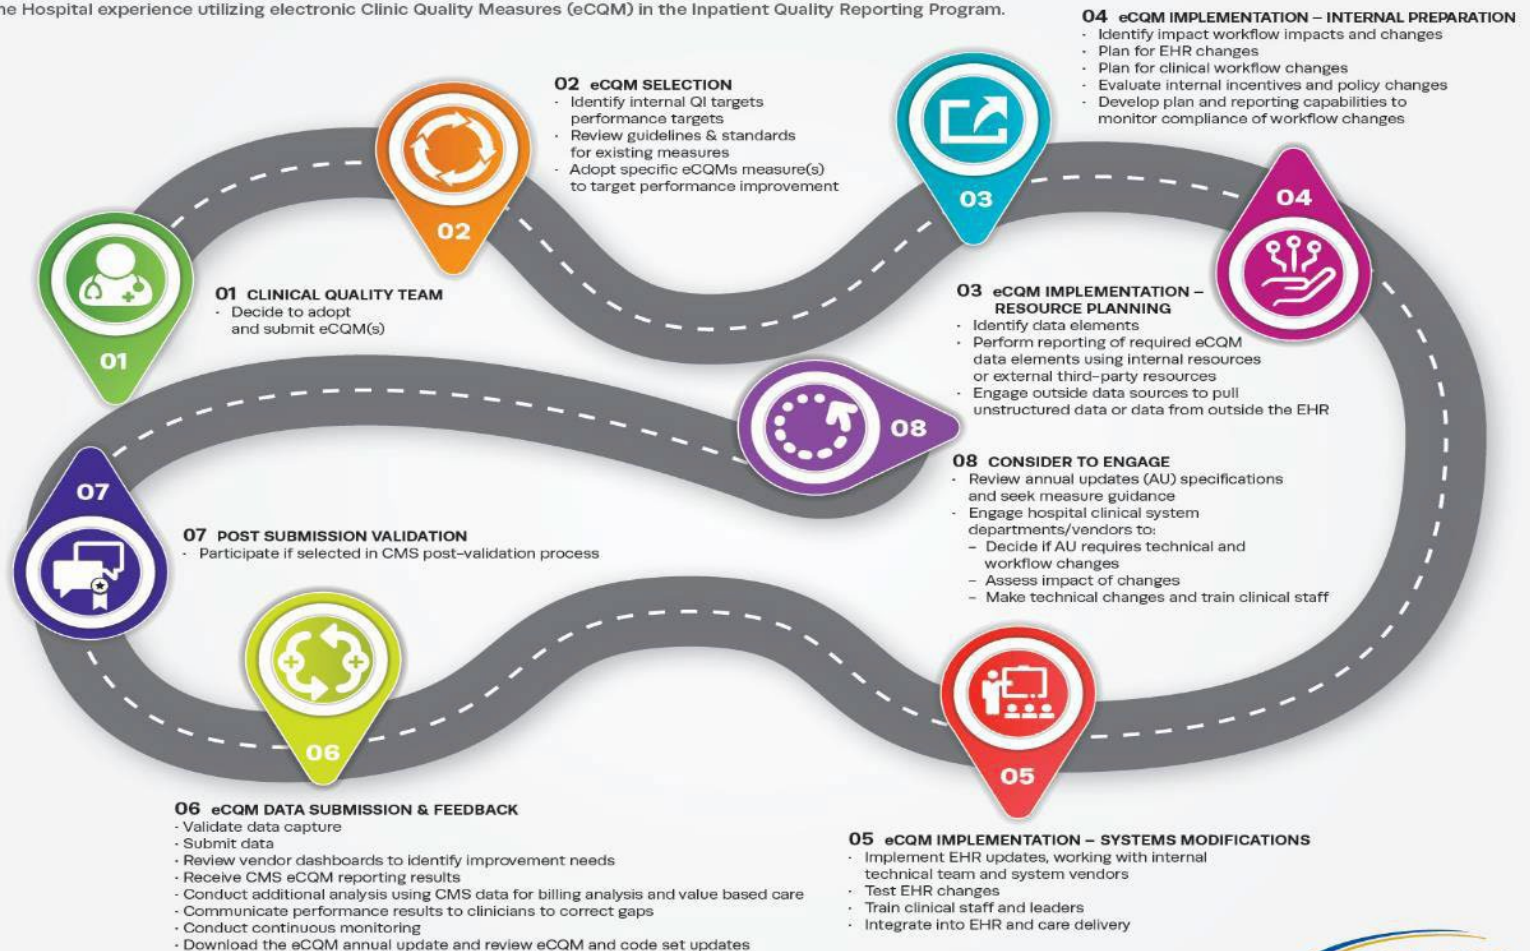 he Hospital experience utilizing electronic Clinic Quality Measures (eCQM) in the Inpatient Quality Reporting Program.
01
01 CLINICAL QUALITY TEAM
· Decide to adopt
and submit eCQM(s)
02
02 eCQM SELECTION
· Identify internal QI targets
performance targets
· Review guidelines & standards
for existing measures
· Adopt specific eCQMs measure(s)
to target performance improvement
03
03 eCQM IMPLEMENTATION –
RESOURCE PLANNING
· Identify data elements
· Perform reporting of required eCQM
data elements using internal resources
or external third-party resources
· Engage outside data sources to pull
unstructured data or data from outside the EHR
04 eCQM IMPLEMENTATION – INTERNAL PREPARATION
· Identify impact workflow impacts and changes
· Plan for EHR changes
· Plan for clinical workflow changes
· Evaluate internal incentives and policy changes
· Develop plan and reporting capabilities to
monitor compliance of workflow changes
04
05
05 eCQM IMPLEMENTATION – SYSTEMS MODIFICATIONS
· Implement EHR updates, working with internal
technical team and system vendors
· Test EHR changes
· Train clinical staff and leaders
· Integrate into EHR and care delivery
06
06 eCQM DATA SUBMISSION & FEEDBACK
· Validate data capture
· Submit data
· Review vendor dashboards to identify improvement needs
· Receive CMS eCQM reporting results
· Conduct additional analysis using CMS data for billing analysis and value based care
· Communicate performance results to clinicians to correct gaps
· Conduct continuous monitoring
· Download the eCQM annual update and review eCQM and code set updates
07
07 POST SUBMISSION VALIDATION
· Participate if selected in CMS post-validation process
08
08 CONSIDER TO ENGAGE
· Review annual updates (AU) specifications
and seek measure guidance
· Engage hospital clinical system
departments/vendors to:
– Decide if AU requires technical and
workflow changes
– Assess impact of changes
– Make technical changes and train clinical staff